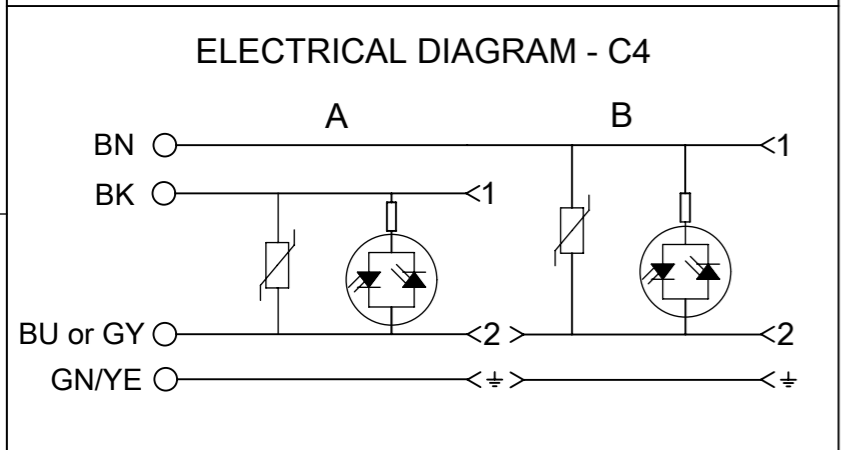 ELECTRICAL DIAGRAM - C4
A B
BN 1
BK 1
BU or GY 2 2
GN/YE